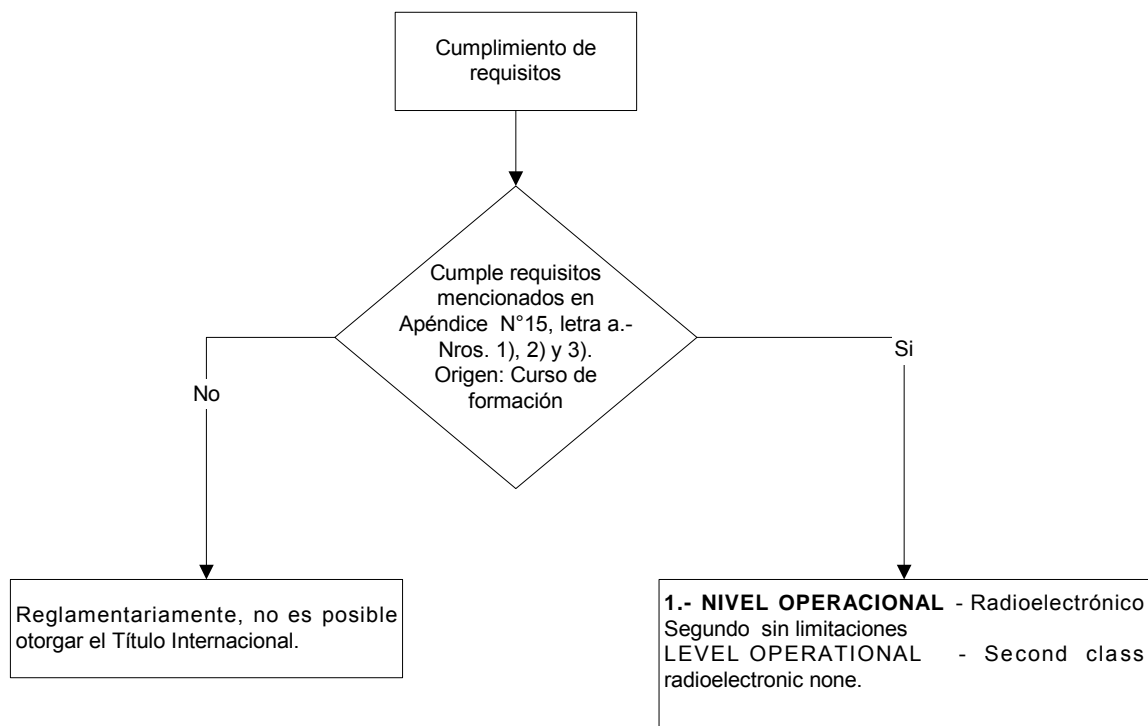 Cumplimiento de
requisitos
Cumple requisitos
mencionados en
Apéndice N°15, letra a.-
Nros. 1), 2) y 3).
Origen: Curso de
formación
No
Si
Reglamentariamente, no es posible
otorgar el Título Internacional.
1.- NIVEL OPERACIONAL - Radioelectrónico
Segundo sin limitaciones
LEVEL OPERATIONAL - Second class
radioelectronic none.